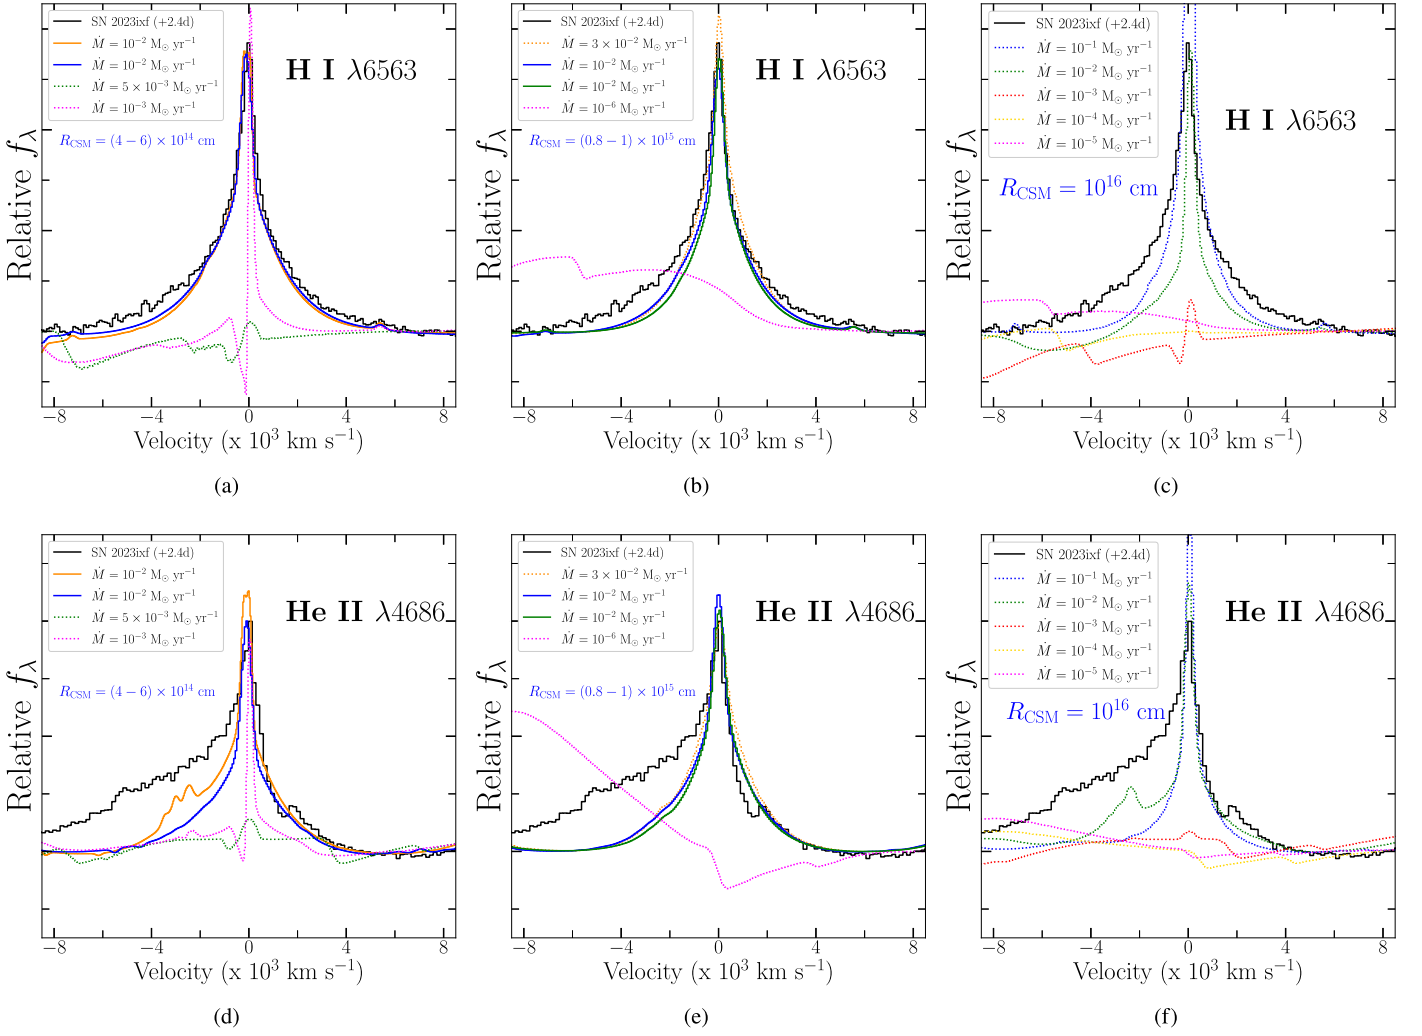 SN 2023ixf (+2.4d)
Ṁ = 10⁻² M⊙ yr⁻¹
Ṁ = 10⁻² M⊙ yr⁻¹
Ṁ = 5 × 10⁻³ M⊙ yr⁻¹
Ṁ = 10⁻³ M⊙ yr⁻¹
H I λ6563
R_CSM = (4 − 6) × 10¹⁴ cm
Relative f_λ
−8 −4 0 4 8
Velocity (x 10³ km s⁻¹)
(a)
SN 2023ixf (+2.4d)
Ṁ = 3 × 10⁻² M⊙ yr⁻¹
Ṁ = 10⁻² M⊙ yr⁻¹
Ṁ = 10⁻² M⊙ yr⁻¹
Ṁ = 10⁻⁶ M⊙ yr⁻¹
H I λ6563
R_CSM = (0.8 − 1) × 10¹⁵ cm
Relative f_λ
−8 −4 0 4 8
Velocity (x 10³ km s⁻¹)
(b)
SN 2023ixf (+2.4d)
Ṁ = 10⁻¹ M⊙ yr⁻¹
Ṁ = 10⁻² M⊙ yr⁻¹
Ṁ = 10⁻³ M⊙ yr⁻¹
Ṁ = 10⁻⁴ M⊙ yr⁻¹
Ṁ = 10⁻⁵ M⊙ yr⁻¹
H I λ6563
R_CSM = 10¹⁶ cm
Relative f_λ
−8 −4 0 4 8
Velocity (x 10³ km s⁻¹)
(c)
SN 2023ixf (+2.4d)
Ṁ = 10⁻² M⊙ yr⁻¹
Ṁ = 10⁻² M⊙ yr⁻¹
Ṁ = 5 × 10⁻³ M⊙ yr⁻¹
Ṁ = 10⁻³ M⊙ yr⁻¹
He II λ4686
R_CSM = (4 − 6) × 10¹⁴ cm
Relative f_λ
−8 −4 0 4 8
Velocity (x 10³ km s⁻¹)
(d)
SN 2023ixf (+2.4d)
Ṁ = 3 × 10⁻² M⊙ yr⁻¹
Ṁ = 10⁻² M⊙ yr⁻¹
Ṁ = 10⁻² M⊙ yr⁻¹
Ṁ = 10⁻⁶ M⊙ yr⁻¹
He II λ4686
R_CSM = (0.8 − 1) × 10¹⁵ cm
Relative f_λ
−8 −4 0 4 8
Velocity (x 10³ km s⁻¹)
(e)
SN 2023ixf (+2.4d)
Ṁ = 10⁻¹ M⊙ yr⁻¹
Ṁ = 10⁻² M⊙ yr⁻¹
Ṁ = 10⁻³ M⊙ yr⁻¹
Ṁ = 10⁻⁴ M⊙ yr⁻¹
Ṁ = 10⁻⁵ M⊙ yr⁻¹
He II λ4686
R_CSM = 10¹⁶ cm
Relative f_λ
−8 −4 0 4 8
Velocity (x 10³ km s⁻¹)
(f)